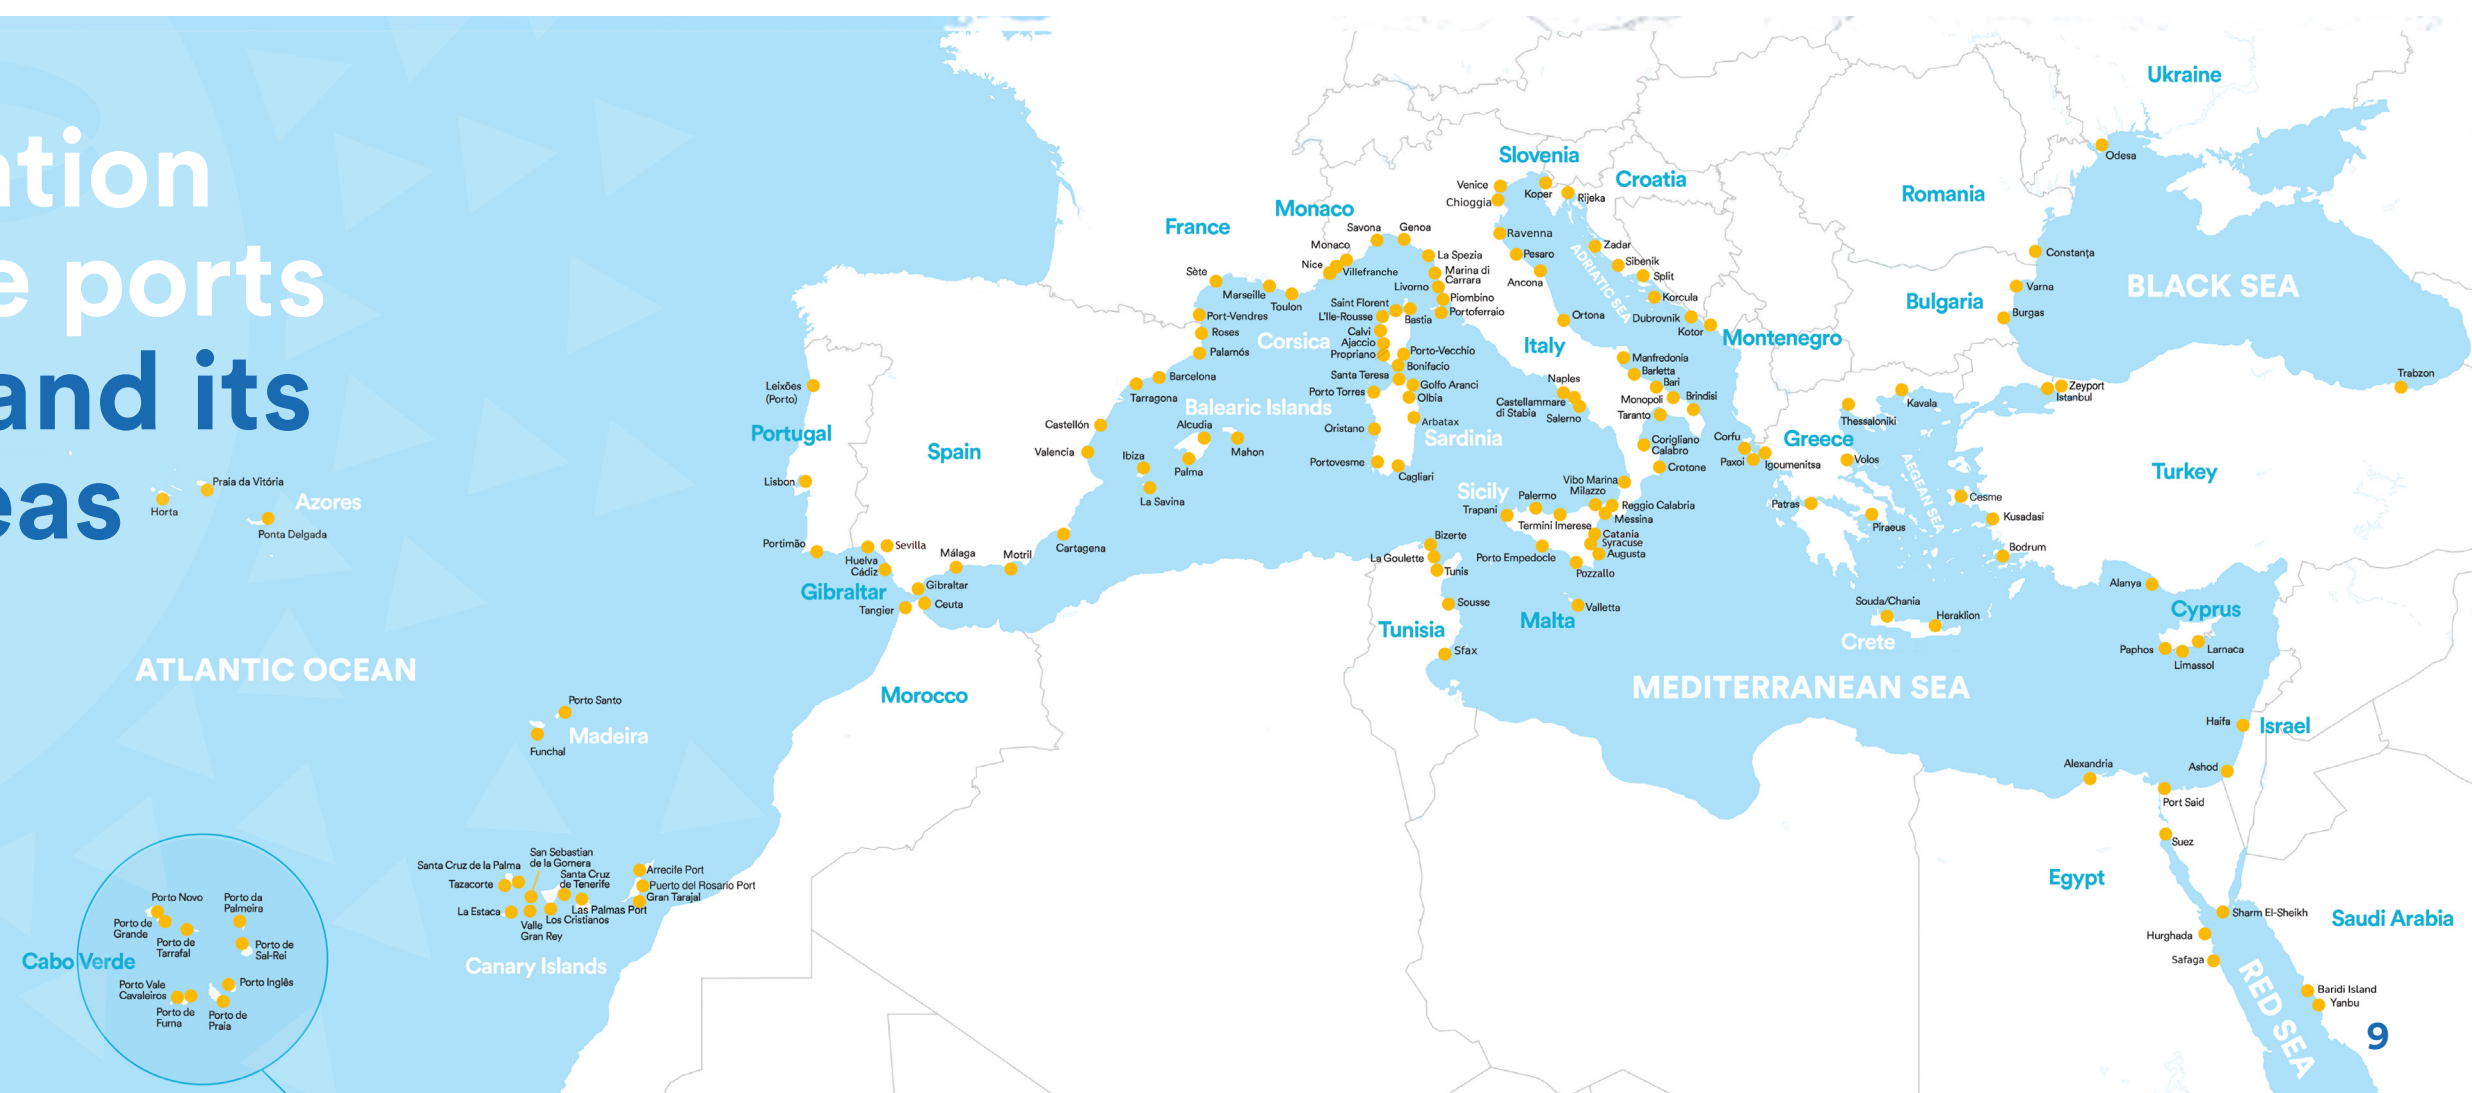 ation
e ports
and its
eas
ATLANTIC OCEAN
Azores
Horta
Praia da Vitória
Ponta Delgada
Madeira
Porto Santo
Funchal
Cabo Verde
Porto Novo
Porto da
Palmeira
Porto de
Grande
Porto de
Tarrafal
Porto de
Sal-Rei
Porto Vale
Cavaleiros
Porto Inglês
Porto de
Furna
Porto de
Praia
Canary Islands
Santa Cruz de la Palma
San Sebastian
de la Gomera
Tazacorte
Santa Cruz
de Tenerife
La Estaca
Valle
Gran Rey
Los Cristianos
Las Palmas Port
Arrecife Port
Puerto del Rosario Port
Gran Tarajal
Portugal
Leixões
(Porto)
Lisbon
Portimão
Spain
Huelva
Cádiz
Sevilla
Málaga
Motril
Cartagena
Valencia
Castellón
Tarragona
Barcelona
Palamós
Roses
Gibraltar
Gibraltar
Tangier
Ceuta
Morocco
Balearic Islands
Alcudia
Mahon
Ibiza
Palma
La Savina
France
Sète
Marseille
Toulon
Port-Vendres
Nice
Villefranche
Monaco
Monaco
Corsica
Saint Florent
L'Ile-Rousse
Bastia
Calvi
Ajaccio
Propriano
Porto-Vecchio
Bonifacio
Sardinia
Santa Teresa
Porto Torres
Golfo Aranci
Olbia
Arbatax
Oristano
Portovesme
Cagliari
Italy
Savona
Genoa
La Spezia
Marina di
Carrara
Livorno
Piombino
Portoferraio
Venice
Chioggia
Ravenna
Pesaro
Ancona
Ortona
Manfredonia
Barletta
Bari
Monopoli
Brindisi
Taranto
Naples
Castellammare
di Stabia
Salerno
Corigliano
Calabro
Crotone
Vibo Marina
Reggio Calabria
Sicily
Milazzo
Palermo
Trapani
Termini Imerese
Messina
Catania
Syracuse
Augusta
Porto Empedocle
Pozzallo
Malta
Valletta
Tunisia
Bizerte
La Goulette
Tunis
Sousse
Sfax
Slovenia
Koper
Croatia
Rijeka
Zadar
Sibenik
Split
Korcula
Dubrovnik
ADRIATIC SEA
Montenegro
Kotor
Greece
Corfu
Paxoi
Igoumenitsa
Patras
Piraeus
Volos
Thessaloniki
Kavala
AEGEAN SEA
Crete
Souda/Chania
Heraklion
MEDITERRANEAN SEA
Ukraine
Odesa
Romania
Constanța
Bulgaria
Varna
Burgas
BLACK SEA
Turkey
Zeyport
Istanbul
Trabzon
Cesme
Kusadasi
Bodrum
Alanya
Cyprus
Paphos
Limassol
Larnaca
Israel
Haifa
Ashod
Egypt
Alexandria
Port Said
Suez
Sharm El-Sheikh
Hurghada
Safaga
Saudi Arabia
Baridi Island
Yanbu
RED SEA
9